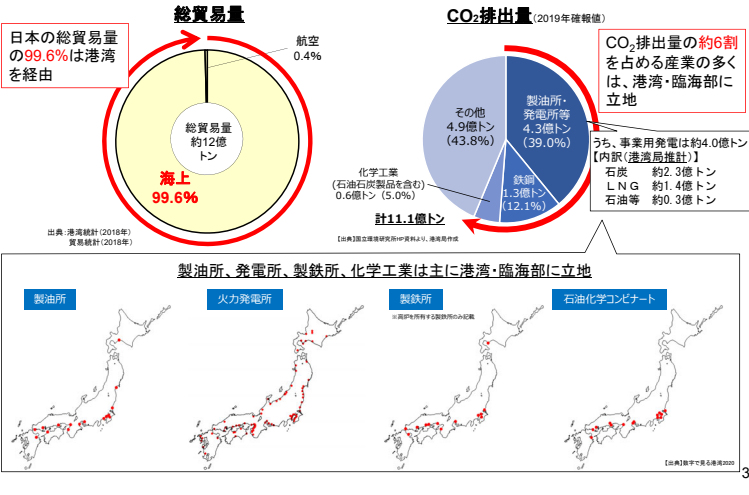 総貿易量
日本の総貿易量
の99.6%は港湾
を経由
航空
0.4%
総貿易量
約12億
トン
海上
99.6%
出典:港湾統計(2018年)
貿易統計(2018年)
CO2排出量(2019年確報値)
CO2排出量の約6割
を占める産業の多く
は、港湾・臨海部に
立地
その他
4.9億トン
(43.8%)
製油所・
発電所等
4.3億トン
(39.0%)
化学工業
(石油石炭製品を含む)
0.6億トン(5.0%)
鉄鋼
1.3億トン
(12.1%)
計11.1億トン
うち、事業用発電は約4.0億トン
【内訳(港湾局推計)】
石炭 約2.3億トン
LNG 約1.4億トン
石油等 約0.3億トン
【出典】国立環境研究所HP資料より、港湾局作成
製油所、発電所、製鉄所、化学工業は主に港湾・臨海部に立地
製油所
火力発電所
製鉄所
※高炉を所有する製鉄所のみ記載
石油化学コンビナート
【出典】数字で見る港湾2020
3